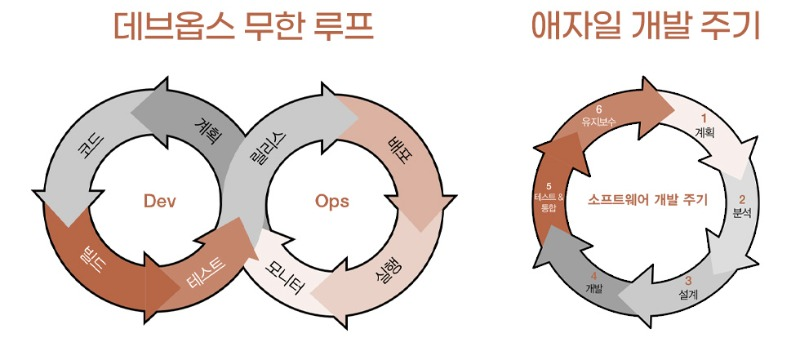 데브옵스 무한 루프
계획
코드
빌드
테스트
Dev
릴리스
배포
실행
모니터
Ops
애자일 개발 주기
1
계획
2
분석
3
설계
4
개발
5
테스트 &
통합
6
유지보수
소프트웨어 개발 주기